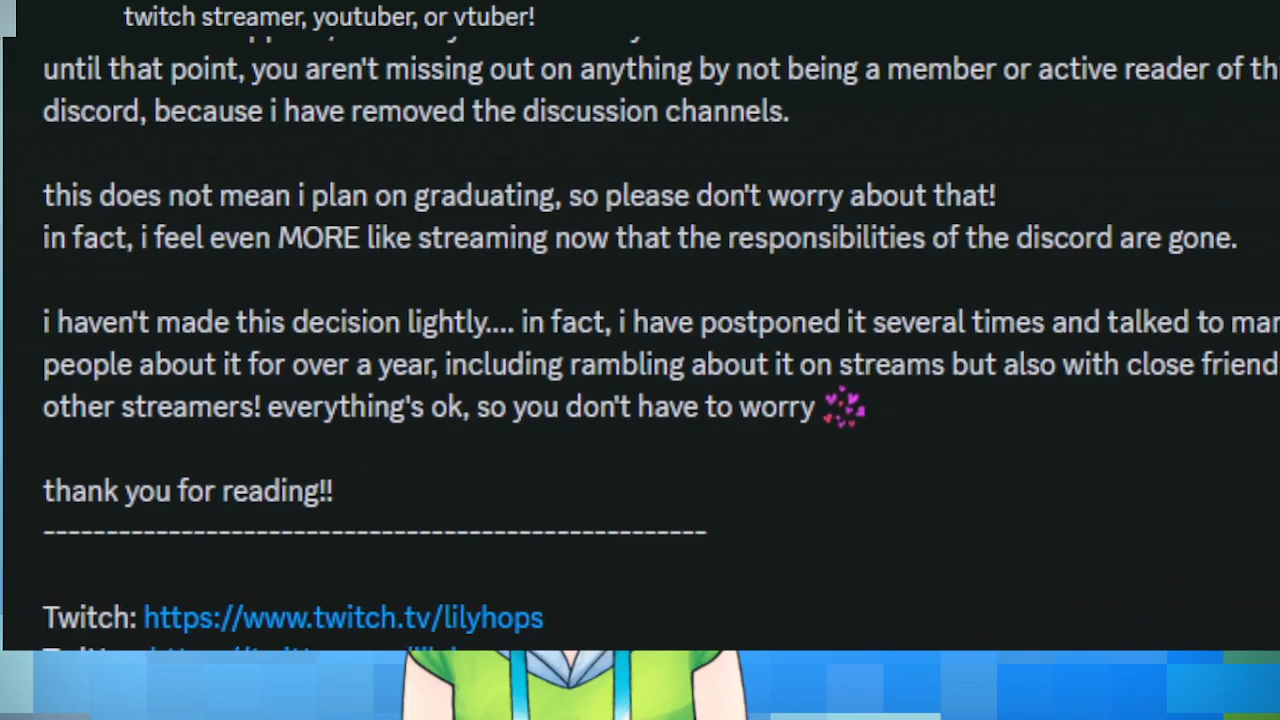 twitch streamer, youtuber, or vtuber!
until that point, you aren't missing out on anything by not being a member or active reader of
discord, because i have removed the discussion channels.
this does not mean i plan on graduating, so please don't worry about that!
in fact, i feel even MORE like streaming now that the responsibilities of the discord are gone.
i haven't made this decision lightly.... in fact, i have postponed it several times and talked to
people about it for over a year, including rambling about it on streams but also with close friend
other streamers! everything's ok, so you don't have to worry
thank you for reading!!
-----------------------------------------------------
Twitch: https://www.twitch.tv/lilyhops